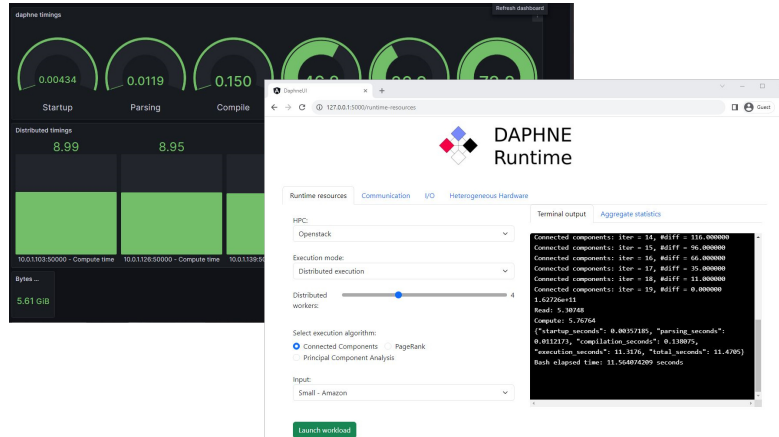 Refresh dashboard
daphne timings
0.00434
0.0119
0.150
Startup
Parsing
Compile
Distributed timings
8.99
8.95
10.0.1.103:50000 - Compute time
10.0.1.126:50000 - Compute time
Bytes ...
5.61 GiB
DaphneUI
127.0.0.1:5000/runtime-resources
Guest
DAPHNE
Runtime
Runtime resources
Communication
I/O
Heterogeneous Hardware
HPC:
Openstack
Execution mode:
Distributed execution
Distributed
workers:
4
Select execution algorithm:
Connected Components
PageRank
Principal Component Analysis
Input:
Small - Amazon
Launch workload
Terminal output
Aggregate statistics
Connected components: iter = 14, #diff = 116.000000
Connected components: iter = 15, #diff = 96.000000
Connected components: iter = 16, #diff = 66.000000
Connected components: iter = 17, #diff = 35.000000
Connected components: iter = 18, #diff = 11.000000
Connected components: iter = 19, #diff = 0.000000
1.62726e+11
Read: 5.30748
Compute: 5.76764
{"startup_seconds": 0.00357185, "parsing_seconds":
0.0112173, "compilation_seconds": 0.138075,
"execution_seconds": 11.3176, "total_seconds": 11.4705}
Bash elapsed time: 11.564074209 seconds